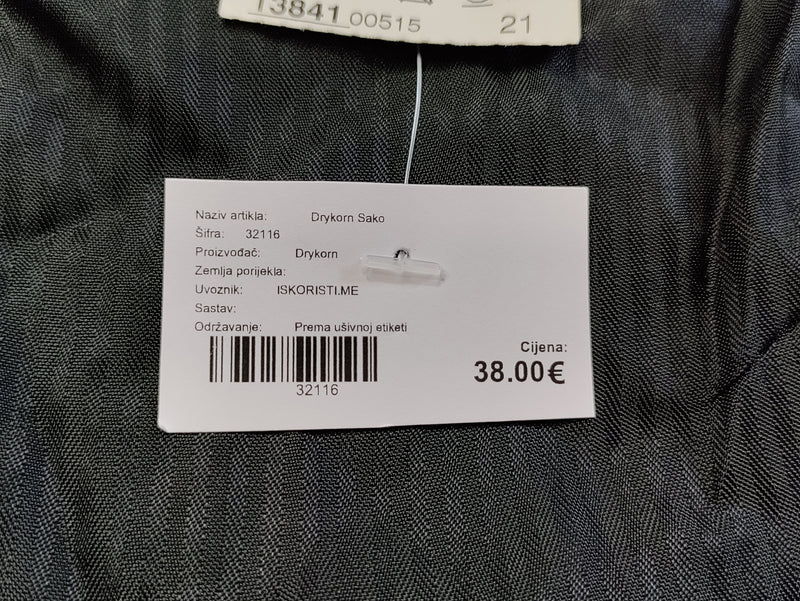 13841 00515 21
Naziv artikla: Drykorn Sako
Šifra: 32116
Proizvođač: Drykorn
Zemlja porijekla:
Uvoznik: ISKORISTI.ME
Sastav:
Održavanje: Prema ušivnoj etiketi
32116
Cijena:
38.00€